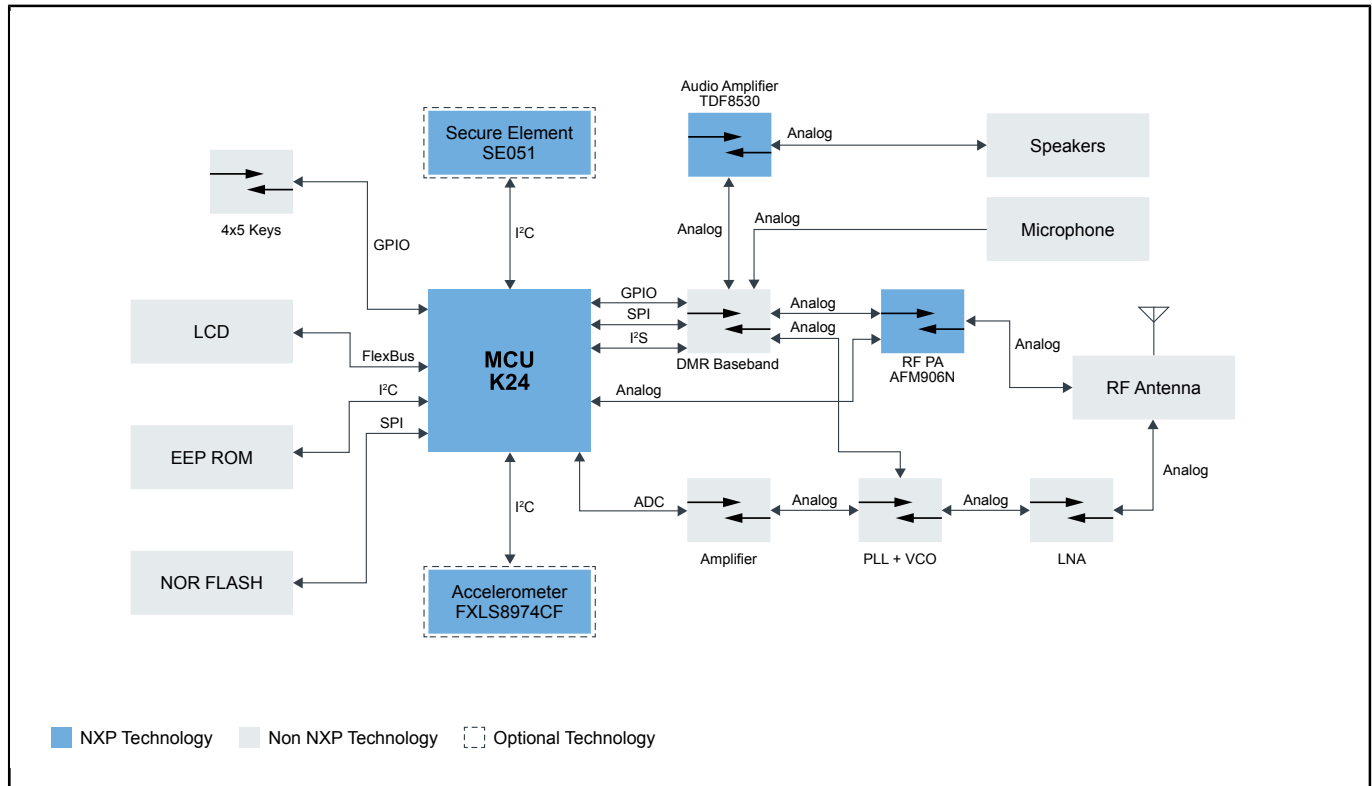 Audio Amplifier
TDF8530
Secure Element
SE051
Analog
Speakers
4x5 Keys
GPIO
I²C
Analog
Analog
Microphone
LCD
FlexBus
I²C
SPI
MCU
K24
GPIO
SPI
I²S
DMR Baseband
Analog
Analog
RF PA
AFM906N
Analog
Analog
RF Antenna
EEP ROM
NOR FLASH
I²C
ADC
Amplifier
Analog
PLL + VCO
Analog
LNA
Analog
Accelerometer
FXLS8974CF
NXP Technology
Non NXP Technology
Optional Technology